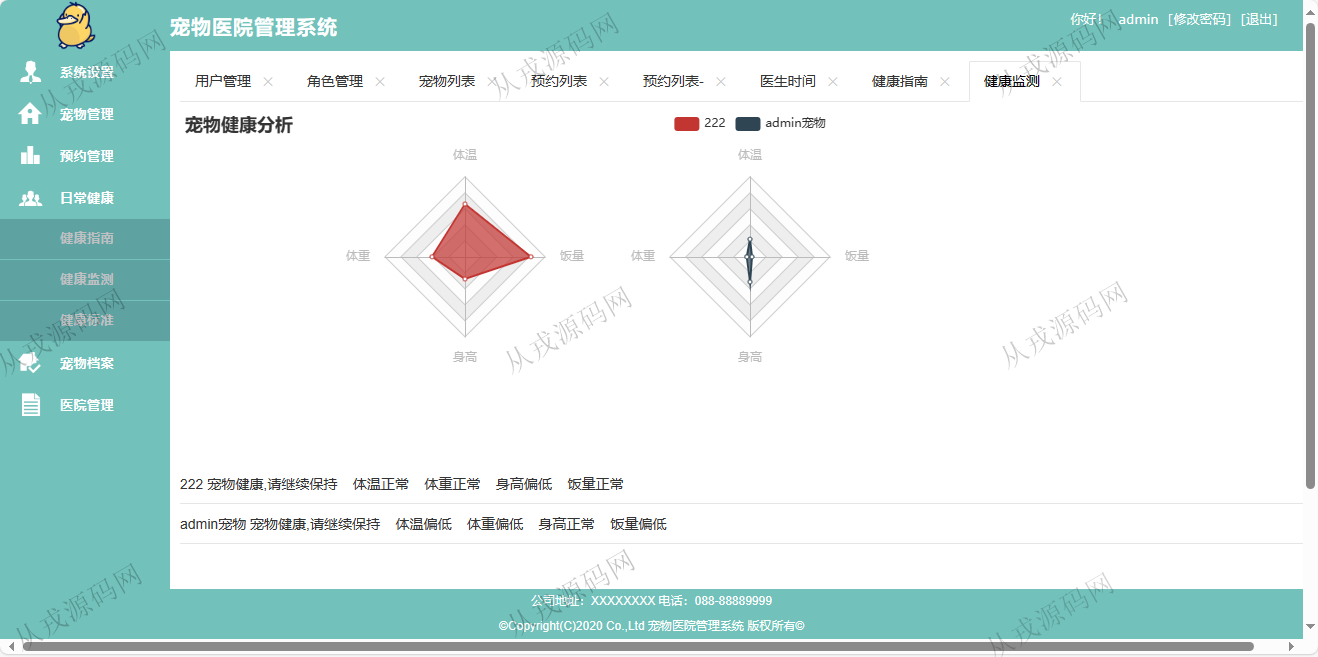 宠物医院管理系统
你好! admin [修改密码] [退出]
系统设置
宠物管理
预约管理
日常健康
健康指南
健康监测
健康标准
宠物档案
医院管理
用户管理 × 角色管理 × 宠物列表 × 预约列表 × 预约列表- × 医生时间 × 健康指南 × 健康监测 ×
宠物健康分析
222 admin宠物
体温 体温
体重 饭量 体重 饭量
身高 身高
222 宠物健康,请继续保持 体温正常 体重正常 身高偏低 饭量正常
admin宠物 宠物健康,请继续保持 体温偏低 体重偏低 身高正常 饭量偏低
公司地址：XXXXXXXX 电话：088-88889999
©Copyright(C)2020 Co.,Ltd 宠物医院管理系统 版权所有©
从戎源码网
从戎源码网
从戎源码网
从戎源码网
从戎源码网
从戎源码网
从戎源码网
从戎源码网
从戎源码网